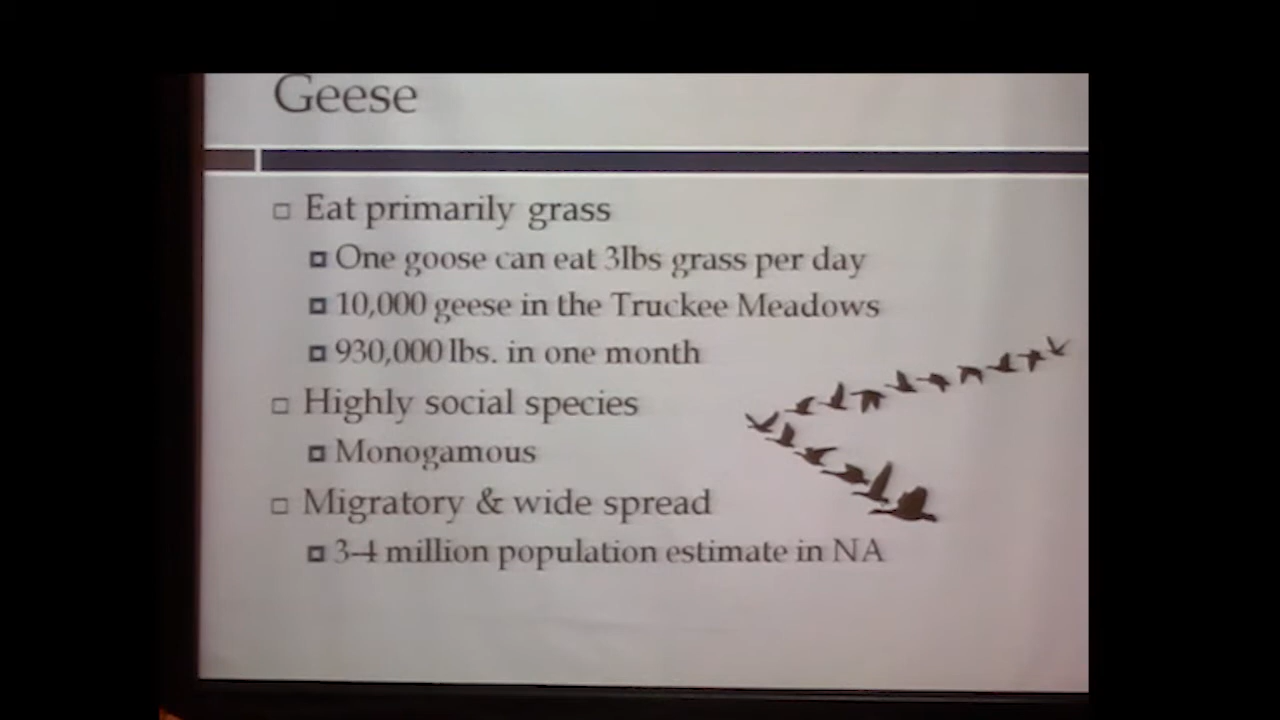 Geese
Eat primarily grass
One goose can eat 3lbs grass per day
10,000 geese in the Truckee Meadows
930,000 lbs. in one month
Highly social species
Monogamous
Migratory & wide spread
3-4 million population estimate in NA